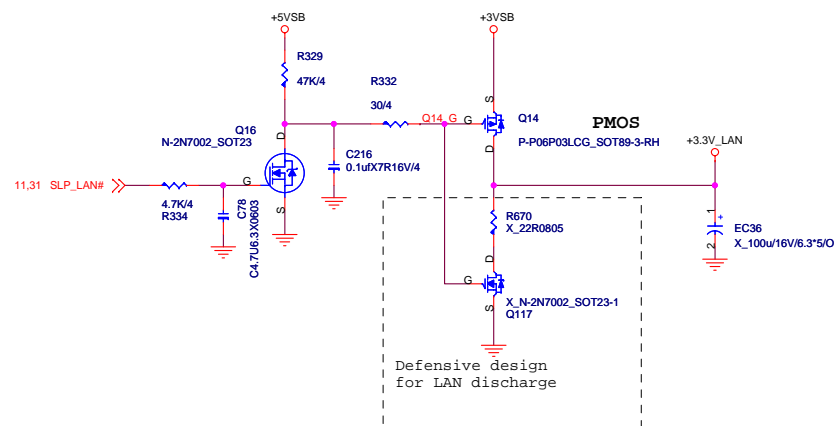 +5VSB
+3VSB
R329
47K/4
R332
30/4
Q14_G
G
S
D
Q14
PMOS
P-P06P03LCG_SOT89-3-RH
+3.3V_LAN
Q16
N-2N7002_SOT23
D
G
S
C216
0.1ufX7R16V/4
11,31 SLP_LAN#
4.7K/4
R334
C78
C4.7U6.3X0603
R670
X_22R0805
D
G
S
X_N-2N7002_SOT23-1
Q117
1
+
2
EC36
X_100u/16V/6.3*5/O
Defensive design
for LAN discharge